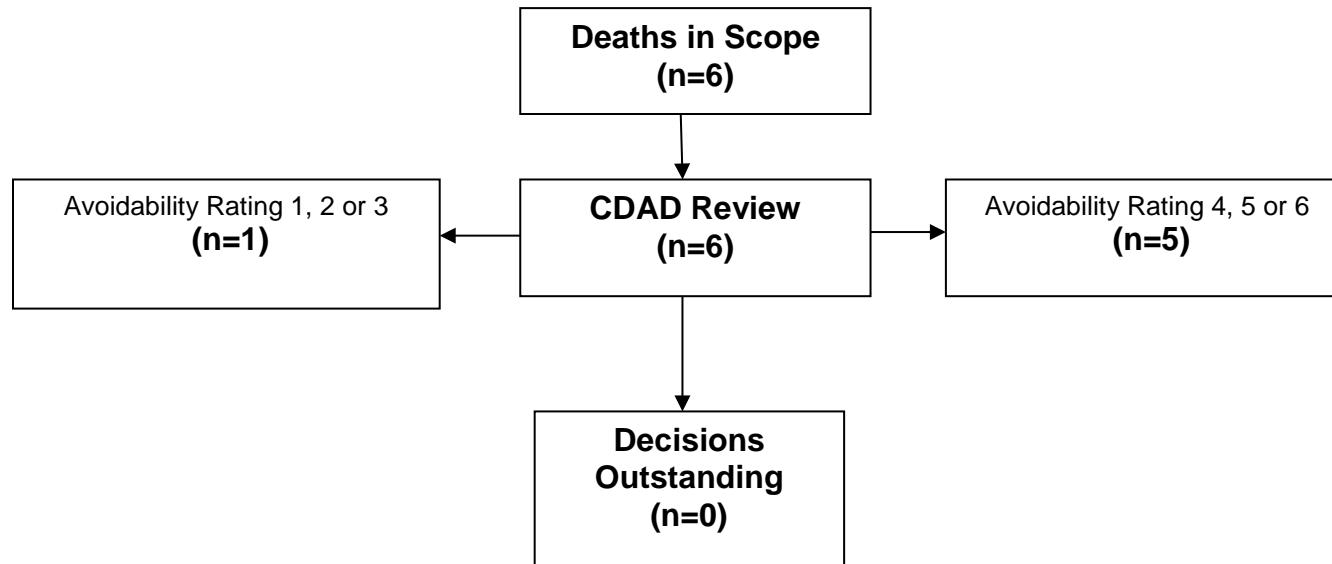 Deaths in Scope
(n=6)
Avoidability Rating 1, 2 or 3
(n=1)
CDAD Review
(n=6)
Avoidability Rating 4, 5 or 6
(n=5)
Decisions
Outstanding
(n=0)